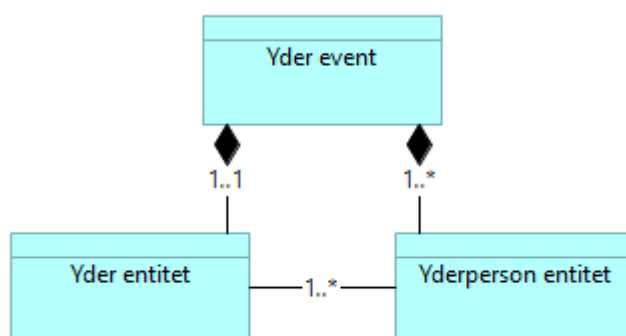 Yder event
1..1
1..*
Yder entitet
1..*
Yderperson entitet